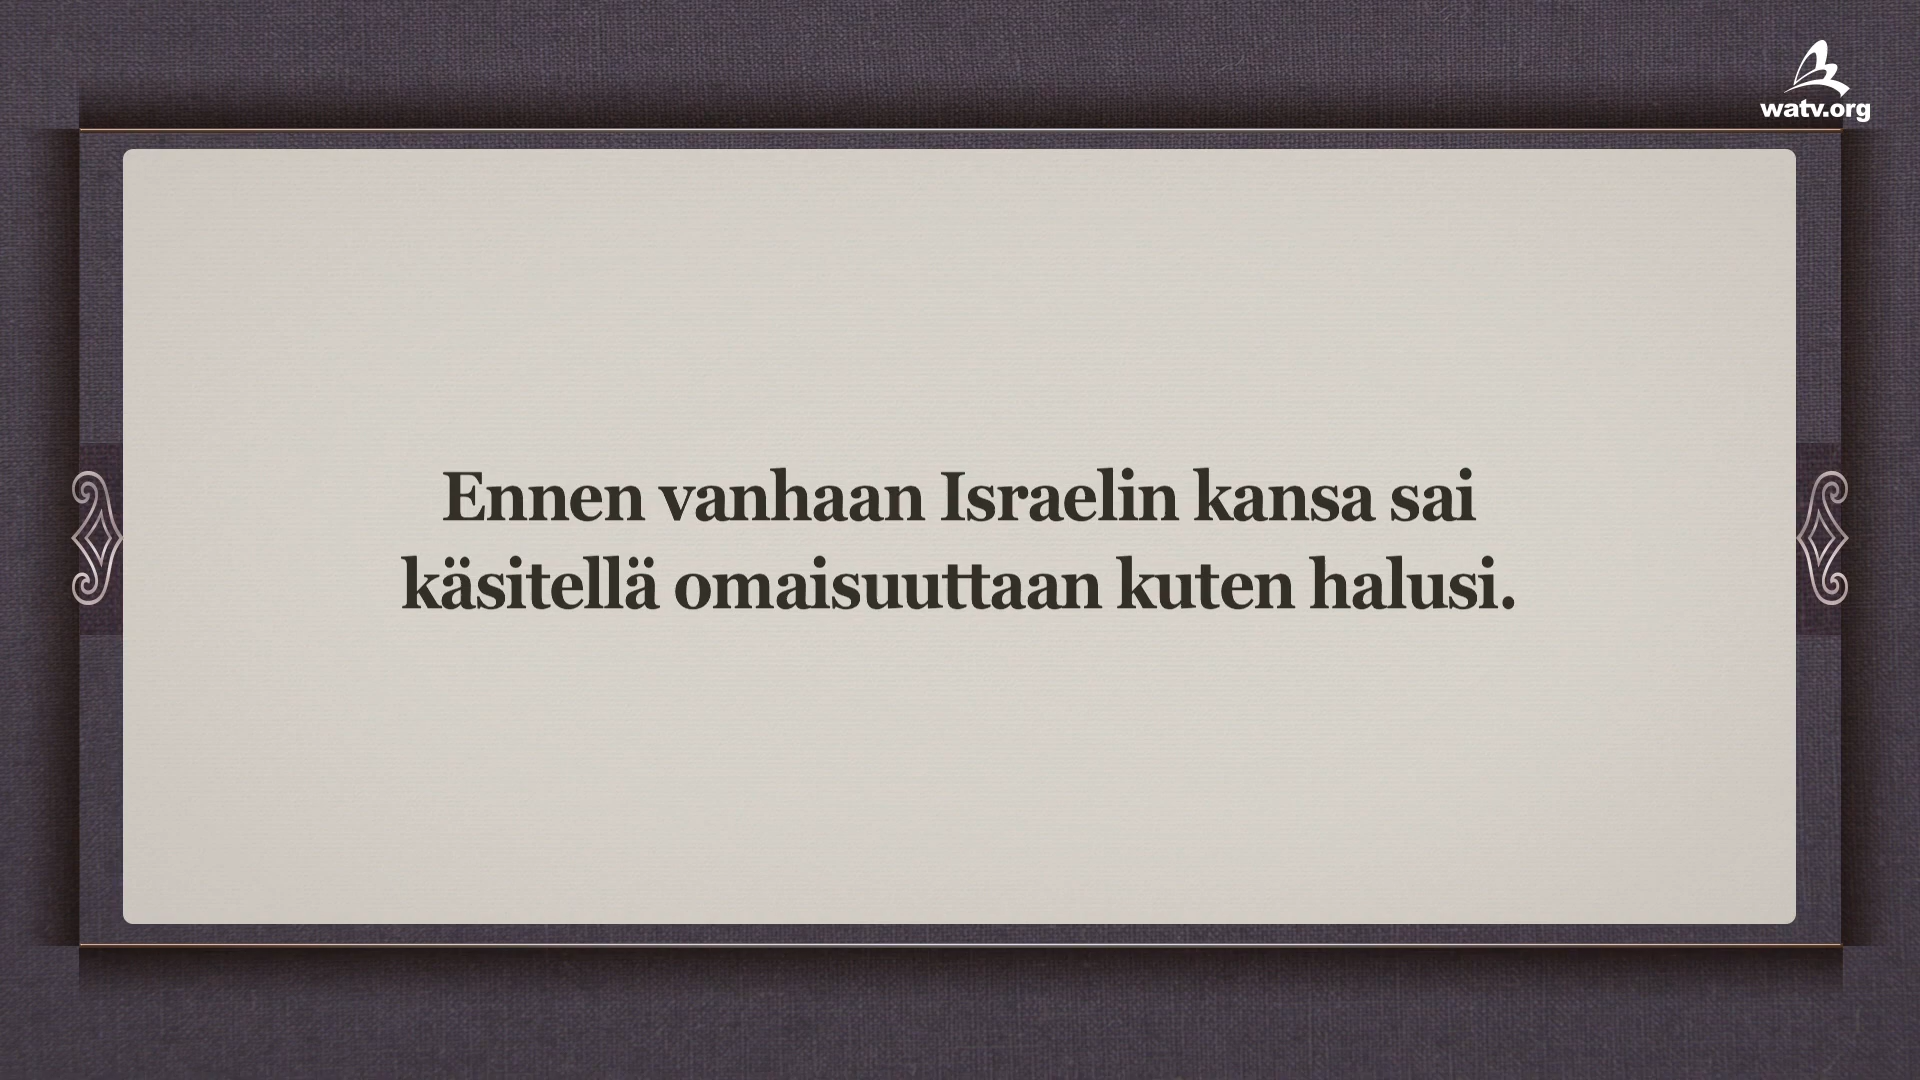 watv.org
Ennen vanhaan Israelin kansa sai
käsitellä omaisuuttaan kuten halusi.